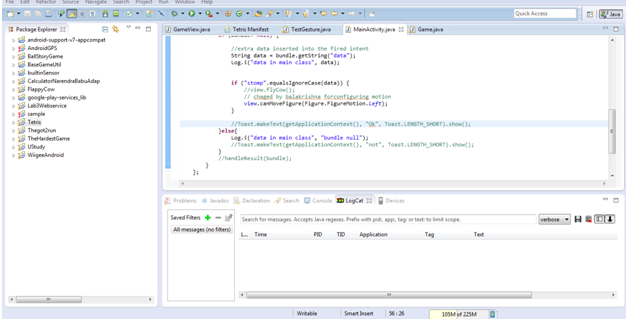 File Edit Refactor Source Navigate Search Project Run Window Help
Quick Access
Java
Package Explorer
android-support-v7-appcompat
AndroidGPS
BallStoryGame
BaseGameUtil
builtinSensor
CalculatorNarendraBabuAdap
FlappyCow
google-play-services_lib
Lab3Webservice
sample
Tetris
Thegot2run
TheHardestGame
UStudy
WiigeeAndroid
GameView.java
Tetris Manifest
TestGesture.java
MainActivity.java
Game.java
//extra data inserted into the fired intent
String data = bundle.getString("data");
Log.i("data in main class", data);
if ("stomp".equalsIgnoreCase(data)) {
//view.flyCow();
// chaged by balakrishna forconfiguring motion
view.canMoveFigure(Figure.FigureMotion.Left);
}
//Toast.makeText(getApplicationContext(), "Ok", Toast.LENGTH_SHORT).show();
}else{
Log.i("data in main class", "bundle null");
//Toast.makeText(getApplicationContext(), "not", Toast.LENGTH_SHORT).show();
}
//handleResult(bundle);
}
};
Problems
Javadoc
Declaration
Search
Console
LogCat
Devices
Saved Filters
All messages (no filters)
Search for messages. Accepts Java regexes. Prefix with pid:, app:, tag: or text: to limit scope.
verbose
L... Time PID TID Application Tag Text
Writable
Smart Insert
56 : 26
105M of 225M